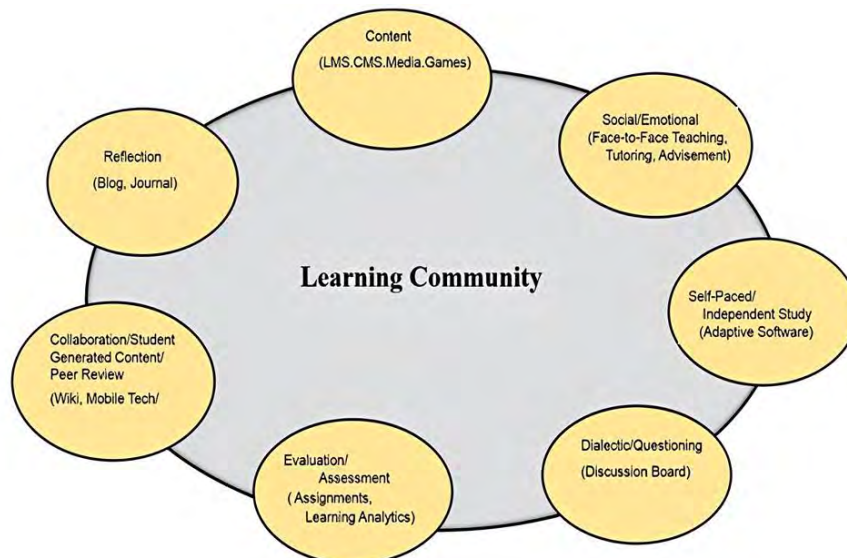 Content
(LMS.CMS.Media.Games)
Social/Emotional
(Face-to-Face Teaching,
Tutoring, Advisement)
Reflection
(Blog, Journal)
Learning Community
Self-Paced/
Independent Study
(Adaptive Software)
Collaboration/Student
Generated Content/
Peer Review
(Wiki, Mobile Tech/
Dialectic/Questioning
(Discussion Board)
Evaluation/
Assessment
( Assignments,
Learning Analytics)